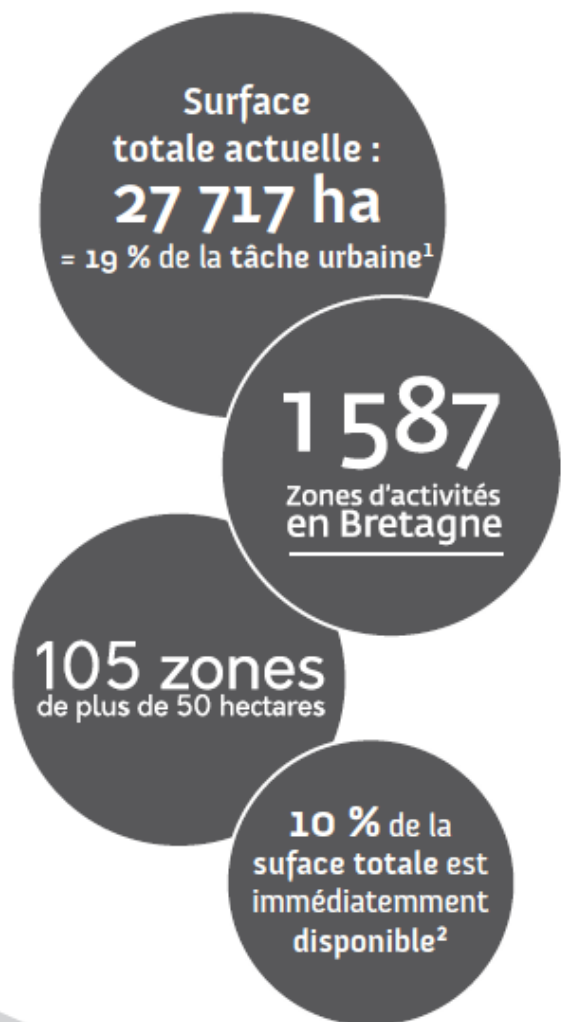 Surface
totale actuelle :
27 717 ha
= 19 % de la tâche urbaine¹
1 587
Zones d'activités
en Bretagne
105 zones
de plus de 50 hectares
10 % de la
suface totale est
immédiatemment
disponible²